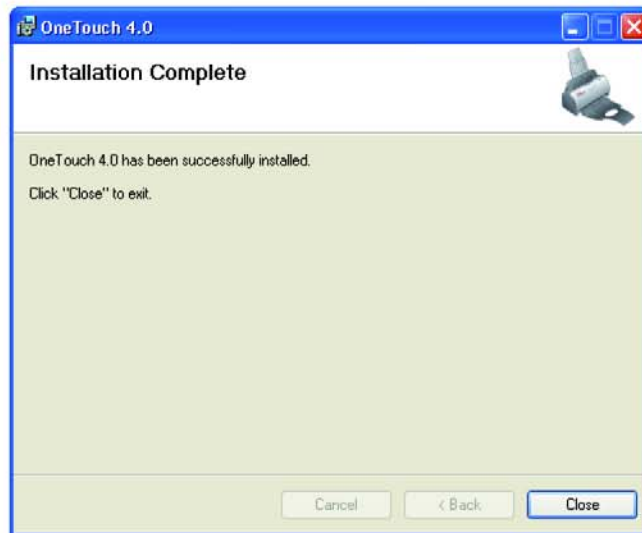 OneTouch 4.0
Installation Complete
OneTouch 4.0 has been successfully installed.
Click "Close" to exit.
Cancel
< Back
Close